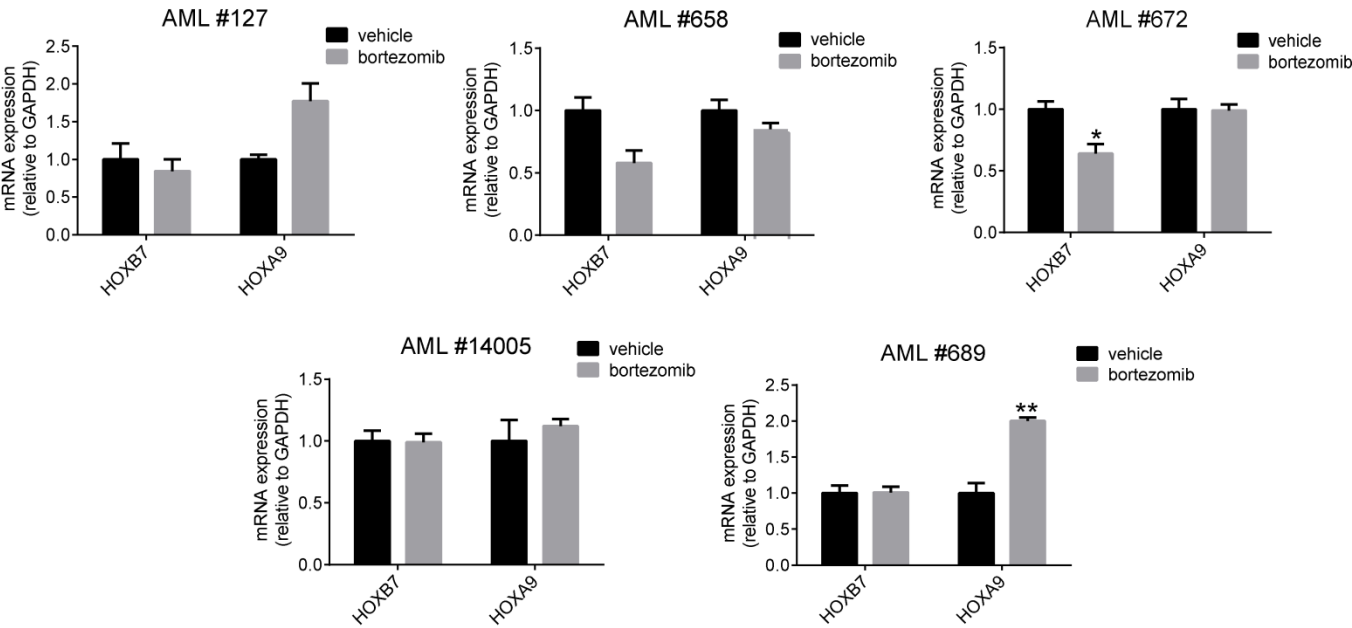 AML #127
vehicle
bortezomib
mRNA expression
(relative to GAPDH)
2.5
2.0
1.5
1.0
0.5
0.0
HOXB7
HOXA9
AML #658
vehicle
bortezomib
mRNA expression
(relative to GAPDH)
1.5
1.0
0.5
0.0
HOXB7
HOXA9
AML #672
vehicle
bortezomib
mRNA expression
(relative to GAPDH)
1.5
1.0
0.5
0.0
*
HOXB7
HOXA9
AML #14005
vehicle
bortezomib
mRNA expression
(relative to GAPDH)
1.5
1.0
0.5
0.0
HOXB7
HOXA9
AML #689
vehicle
bortezomib
mRNA expression
(relative to GAPDH)
2.5
2.0
1.5
1.0
0.5
0.0
**
HOXB7
HOXA9